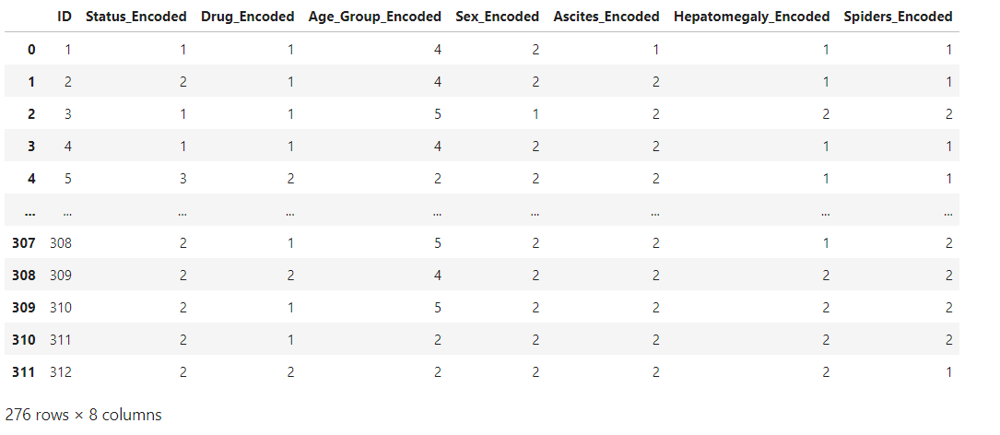 ID Status_Encoded Drug_Encoded Age_Group_Encoded Sex_Encoded Ascites_Encoded Hepatomegaly_Encoded Spiders_Encoded
0 1 1 1 4 2 1 1 1
1 2 2 1 4 2 2 1 1
2 3 1 1 5 1 2 2 2
3 4 1 1 4 2 2 1 1
4 5 3 2 2 2 2 1 1
... ... ... ... ... ... ... ... ...
307 308 2 1 5 2 2 1 2
308 309 2 2 4 2 2 2 2
309 310 2 1 5 2 2 2 2
310 311 2 1 2 2 2 2 2
311 312 2 2 2 2 2 2 1
276 rows × 8 columns